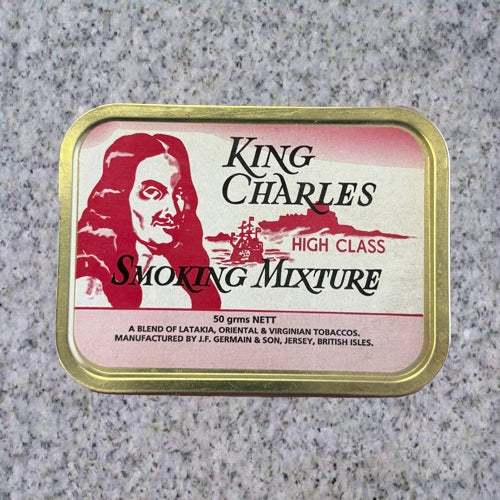 KING
CHARLES
HIGH CLASS
SMOKING MIXTURE
50 grms NETT
A BLEND OF LATAKIA, ORIENTAL & VIRGINIAN TOBACCOS.
MANUFACTURED BY J.F. GERMAIN & SON, JERSEY, BRITISH ISLES.